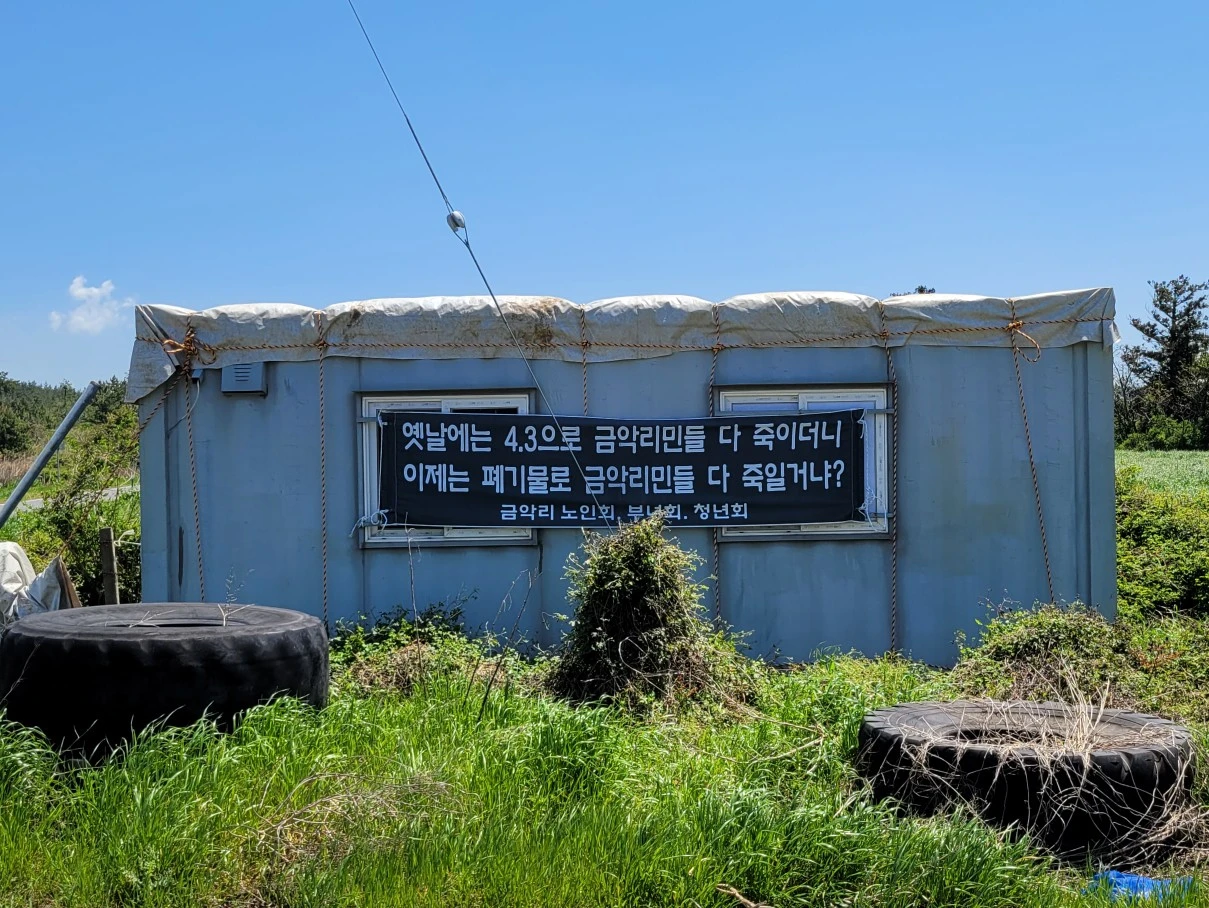 옛날에는 4.3으로 금악리민들 다 죽이더니
이제는 폐기물로 금악리민들 다 죽일거냐?
금악리 노인회. 부녀회. 청년회